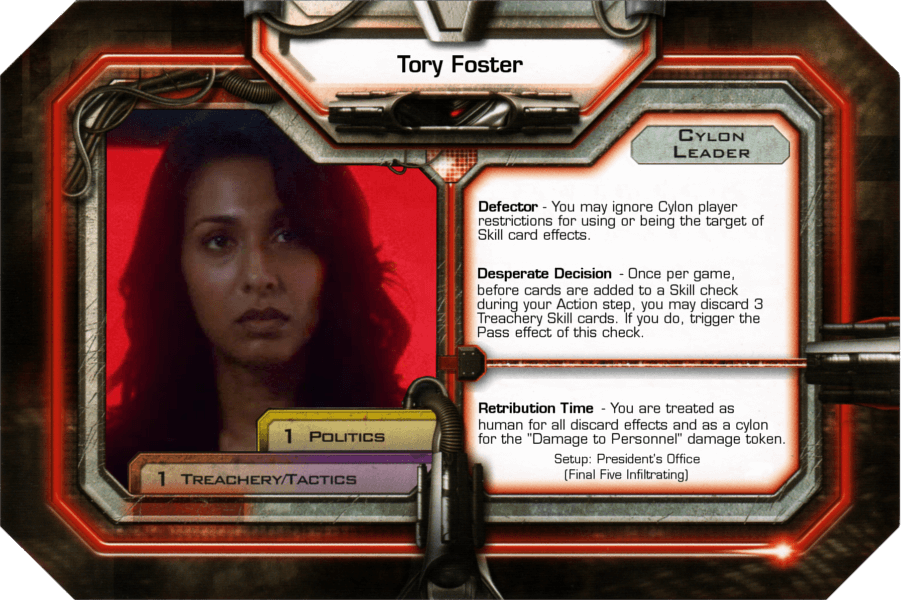 Tory Foster
Cylon
Leader
Defector - You may ignore Cylon player
restrictions for using or being the target of
Skill card effects.
Desperate Decision - Once per game,
before cards are added to a Skill check
during your Action step, you may discard 3
Treachery Skill cards. If you do, trigger the
Pass effect of this check.
Retribution Time - You are treated as
human for all discard effects and as a cylon
for the "Damage to Personnel" damage token.
Setup: President's Office
(Final Five Infiltrating)
1 Politics
1 Treachery/Tactics